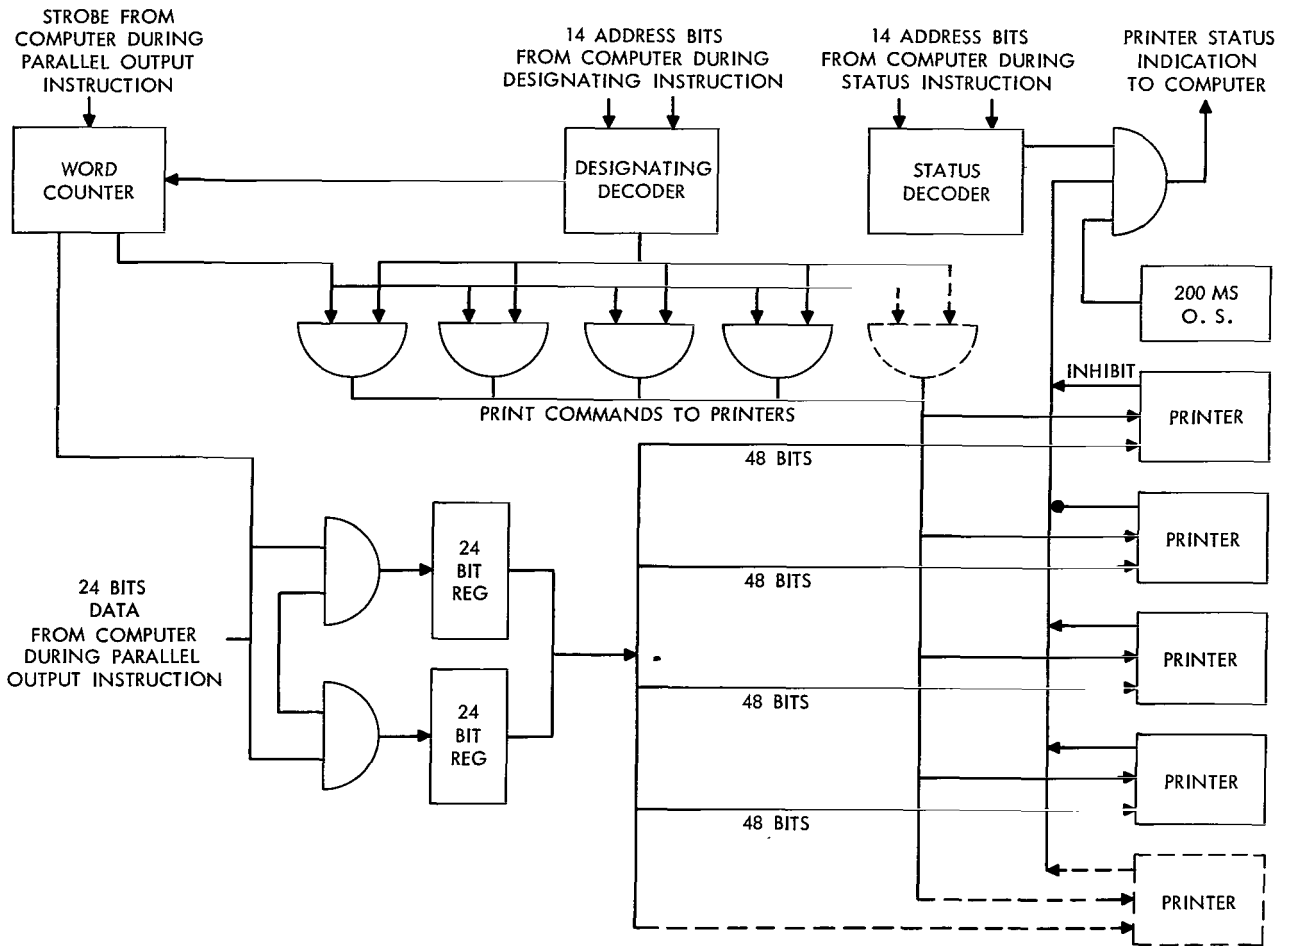 STROBE FROM
COMPUTER DURING
PARALLEL OUTPUT
INSTRUCTION
14 ADDRESS BITS
FROM COMPUTER DURING
DESIGNATING INSTRUCTION
14 ADDRESS BITS
FROM COMPUTER DURING
STATUS INSTRUCTION
PRINTER STATUS
INDICATION
TO COMPUTER
WORD
COUNTER
DESIGNATING
DECODER
STATUS
DECODER
200 MS
O. S.
INHIBIT
PRINTER
PRINT COMMANDS TO PRINTERS
48 BITS
PRINTER
48 BITS
24
BIT
REG
24 BITS
DATA
FROM COMPUTER
DURING PARALLEL
OUTPUT INSTRUCTION
PRINTER
48 BITS
24
BIT
REG
PRINTER
48 BITS
PRINTER